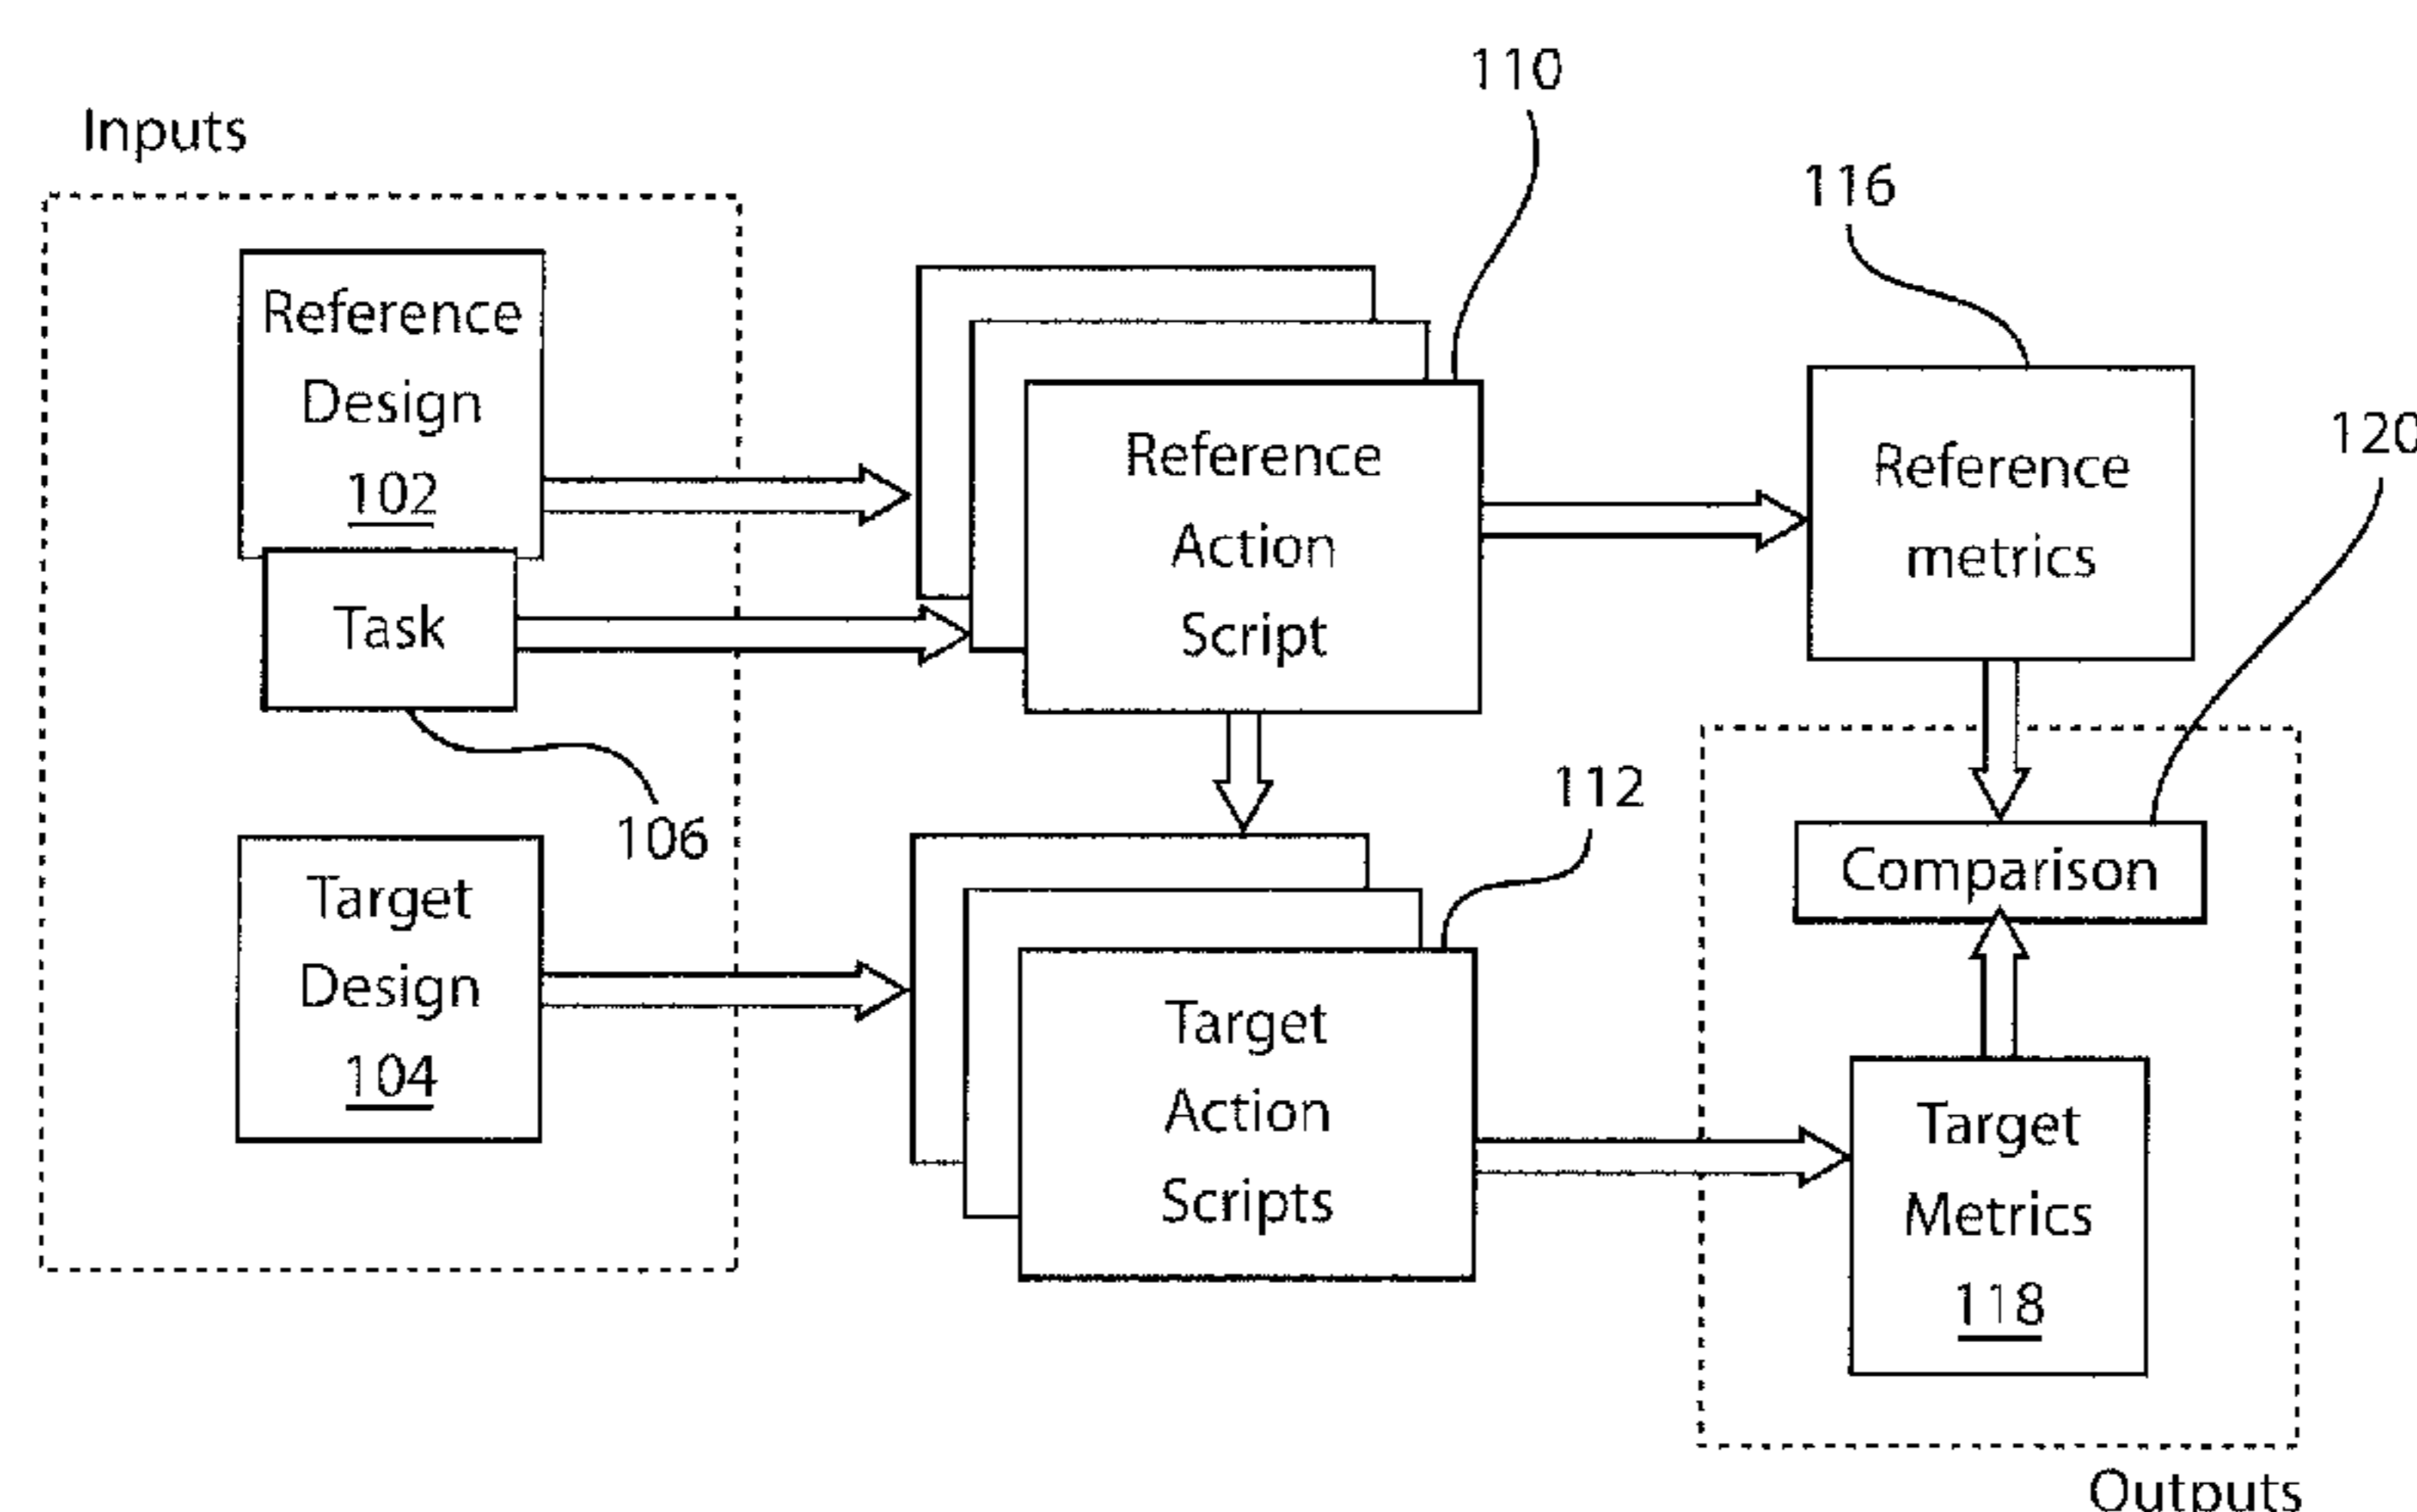 Inputs
Reference
Design
102
Task
106
Target
Design
104
110
Reference
Action
Script
112
Target
Action
Scripts
116
Reference
metrics
120
Comparison
Target
Metrics
118
Outputs